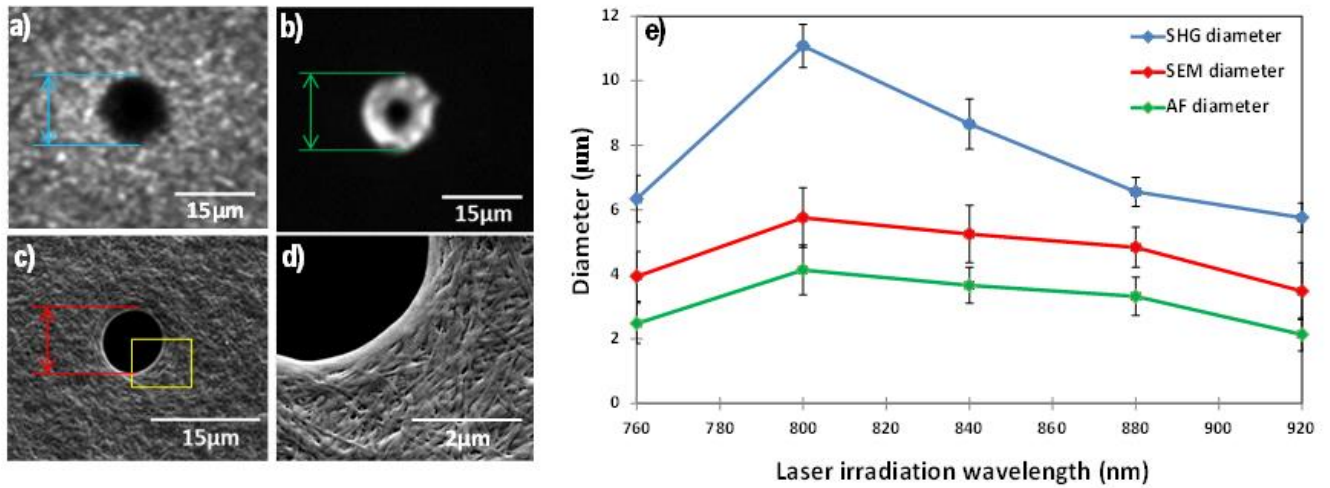 a)
15µm
b)
15µm
c)
15µm
d)
2µm
e)
SHG diameter
SEM diameter
AF diameter
Diameter (µm)
12
10
8
6
4
2
0
760 780 800 820 840 860 880 900 920
Laser irradiation wavelength (nm)